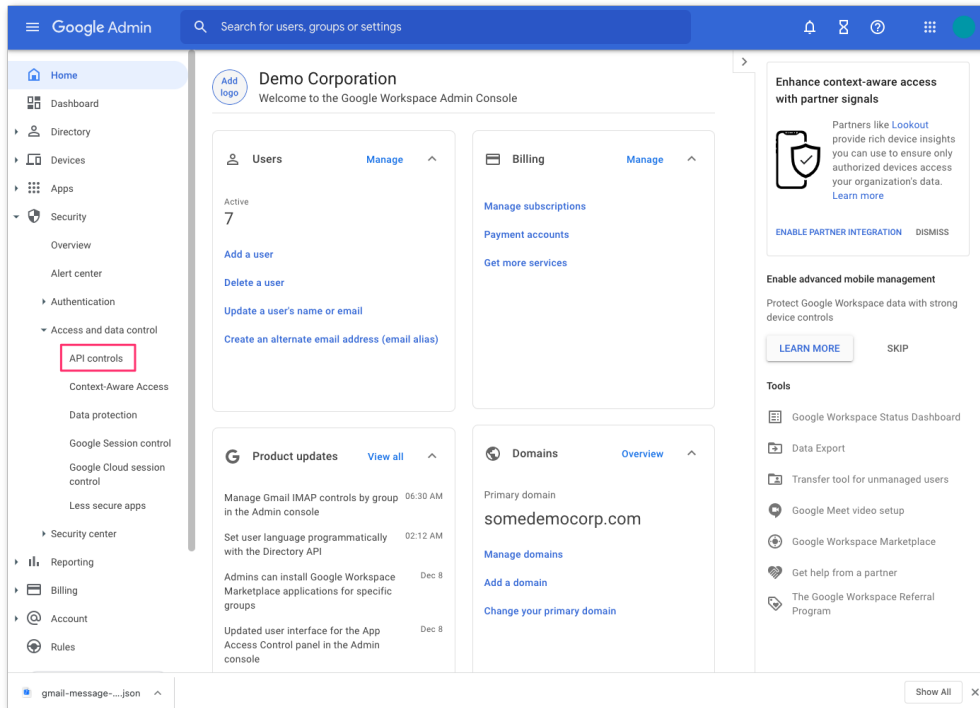 Google Admin
Search for users, groups or settings
Home
Dashboard
Directory
Devices
Apps
Security
Overview
Alert center
Authentication
Access and data control
API controls
Context-Aware Access
Data protection
Google Session control
Google Cloud session
control
Less secure apps
Security center
Reporting
Billing
Account
Rules
Add
logo
Demo Corporation
Welcome to the Google Workspace Admin Console
Users
Manage
Active
7
Add a user
Delete a user
Update a user's name or email
Create an alternate email address (email alias)
Billing
Manage
Manage subscriptions
Payment accounts
Get more services
Product updates
View all
Manage Gmail IMAP controls by group 06:30 AM
in the Admin console
Set user language programmatically 02:12 AM
with the Directory API
Admins can install Google Workspace Dec 8
Marketplace applications for specific
groups
Updated user interface for the App Dec 8
Access Control panel in the Admin
console
Domains
Overview
Primary domain
somedemocorp.com
Manage domains
Add a domain
Change your primary domain
Enhance context-aware access
with partner signals
Partners like Lookout
provide rich device insights
you can use to ensure only
authorized devices access
your organization's data.
Learn more
ENABLE PARTNER INTEGRATION DISMISS
Enable advanced mobile management
Protect Google Workspace data with strong
device controls
LEARN MORE SKIP
Tools
Google Workspace Status Dashboard
Data Export
Transfer tool for unmanaged users
Google Meet video setup
Google Workspace Marketplace
Get help from a partner
The Google Workspace Referral
Program
gmail-message-....json
Show All